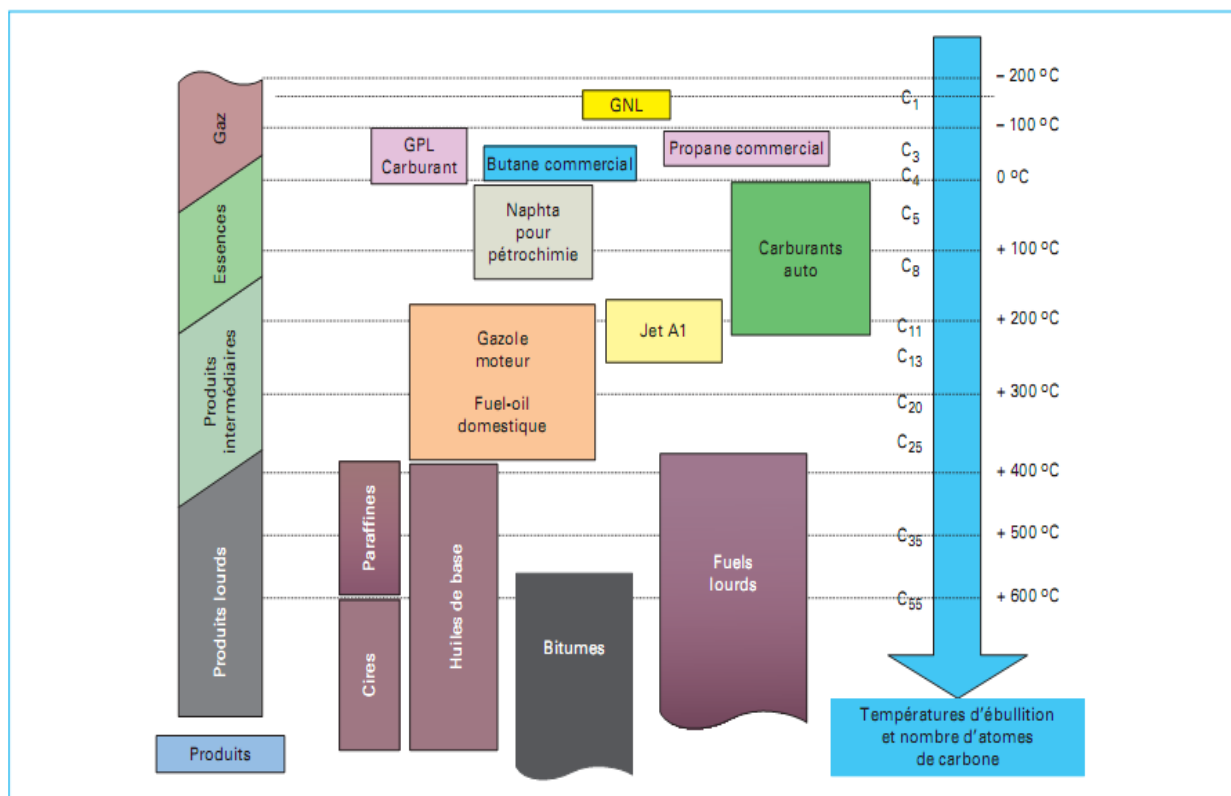 – 200 °C
C1
GNL
– 100 °C
Gaz
GPL
Carburant
Butane commercial
Propane commercial
C3
C4
0 °C
Essences
Naphta
pour
pétrochimie
Carburants
auto
C5
+ 100 °C
C8
Produits
intermédiaires
Gazole
moteur
Fuel-oil
domestique
Jet A1
+ 200 °C
C11
C13
+ 300 °C
C20
C25
+ 400 °C
Produits lourds
Paraffines
Cires
Huiles de base
Bitumes
Fuels
lourds
C35
+ 500 °C
C55
+ 600 °C
Produits
Températures d’ébullition
et nombre d’atomes
de carbone